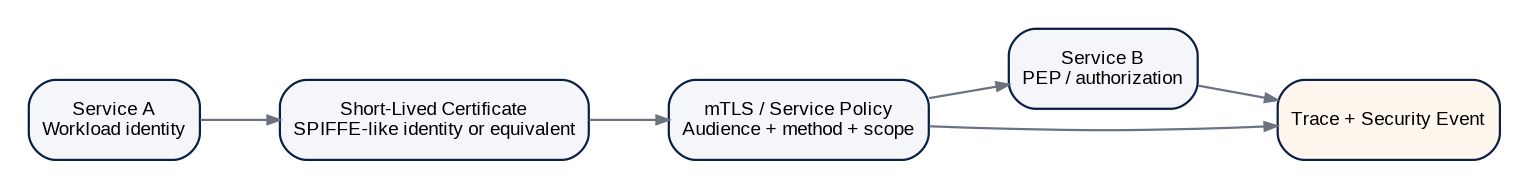 Service A
Workload identity
Short-Lived Certificate
SPIFFE-like identity or equivalent
mTLS / Service Policy
Audience + method + scope
Service B
PEP / authorization
Trace + Security Event